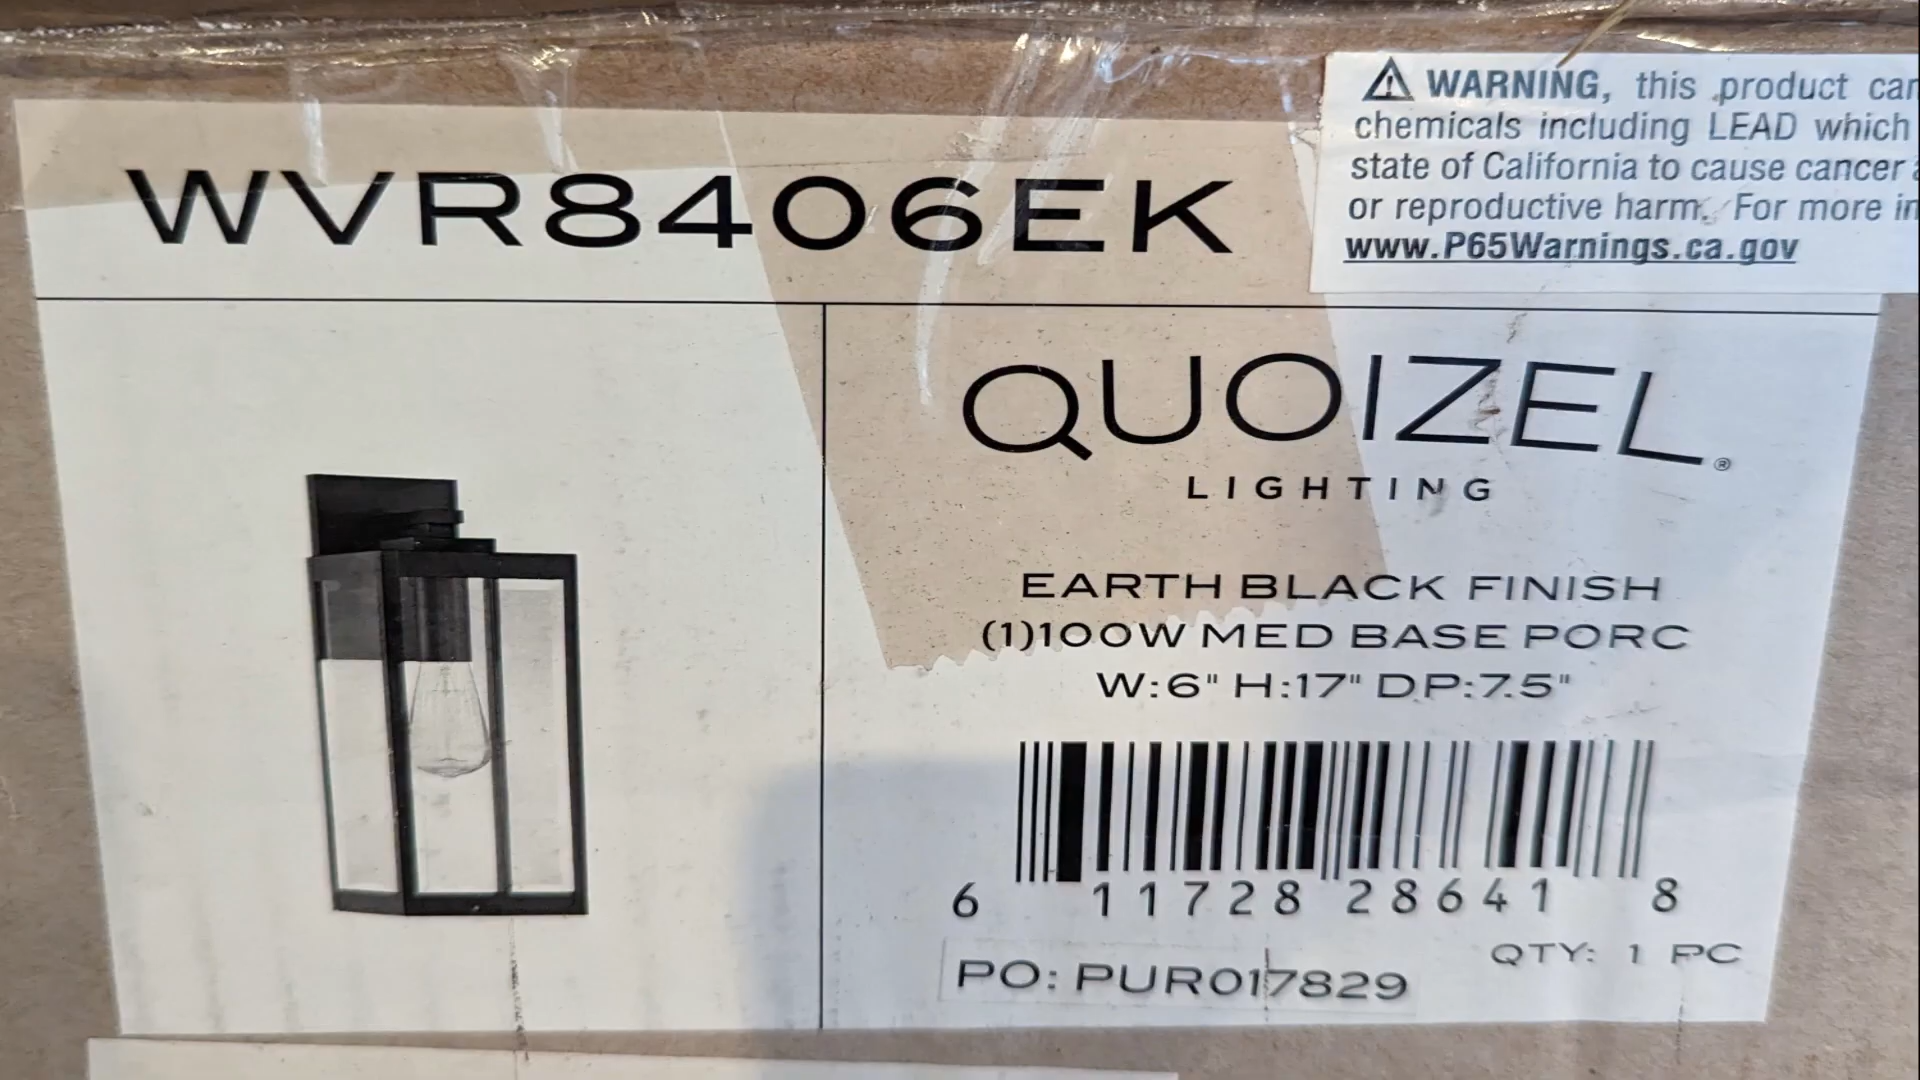 WVR8406EK
WARNING, this product can
chemicals including LEAD which
state of California to cause cancer
or reproductive harm. For more in
www.P65Warnings.ca.gov
QUOIZEL®
LIGHTING
EARTH BLACK FINISH
(1)100W MED BASE PORC
W:6" H:17" DP:7.5"
6 11728 28641 8
QTY: 1 PC
PO: PUR017829